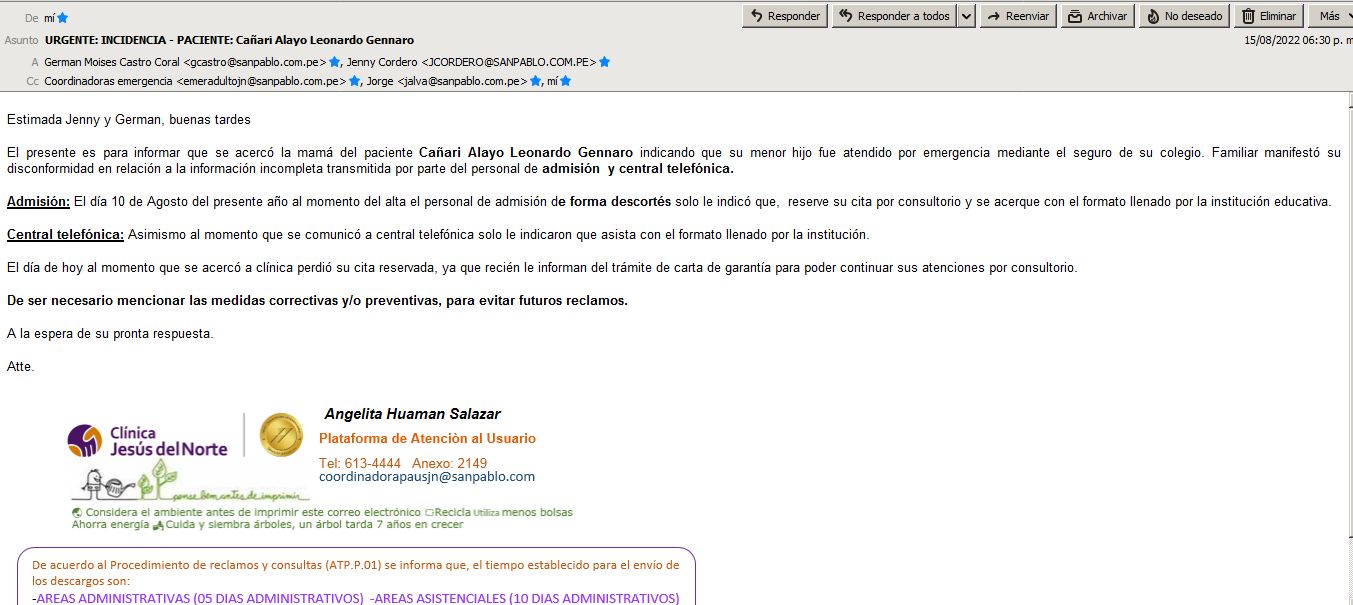 De mí
Responder Responder a todos Reenviar Archivar No deseado Eliminar Más
Asunto URGENTE: INCIDENCIA - PACIENTE: Cañari Alayo Leonardo Gennaro
15/08/2022 06:30 p. m
A German Moises Castro Coral <gcastro@sanpablo.com.pe>, Jenny Cordero <JCORDERO@SANPABLO.COM.PE>
Cc Coordinadoras emergencia <emeradultojn@sanpablo.com.pe>, Jorge <jalva@sanpablo.com.pe>, mí
Estimada Jenny y German, buenas tardes
El presente es para informar que se acercó la mamá del paciente Cañari Alayo Leonardo Gennaro indicando que su menor hijo fue atendido por emergencia mediante el seguro de su colegio. Familiar manifestó su
disconformidad en relación a la información incompleta transmitida por parte del personal de admisión y central telefónica.
Admisión: El día 10 de Agosto del presente año al momento del alta el personal de admisión de forma descortés solo le indicó que, reserve su cita por consultorio y se acerque con el formato llenado por la institución educativa.
Central telefónica: Asimismo al momento que se comunicó a central telefónica solo le indicaron que asista con el formato llenado por la institución.
El día de hoy al momento que se acercó a clínica perdió su cita reservada, ya que recién le informan del trámite de carta de garantía para poder continuar sus atenciones por consultorio.
De ser necesario mencionar las medidas correctivas y/o preventivas, para evitar futuros reclamos.
A la espera de su pronta respuesta.
Atte.
Clínica
Jesús del Norte
Angelita Huaman Salazar
Plataforma de Atenciòn al Usuario
Tel: 613-4444 Anexo: 2149
coordinadorapausjn@sanpablo.com
piense bien antes de imprimir
Considera el ambiente antes de imprimir este correo electrónico Recicla Utiliza menos bolsas
Ahorra energía Cuida y siembra árboles, un árbol tarda 7 años en crecer
De acuerdo al Procedimiento de reclamos y consultas (ATP.P.01) se informa que, el tiempo establecido para el envío de
los descargos son:
-AREAS ADMINISTRATIVAS (05 DIAS ADMINISTRATIVOS) -AREAS ASISTENCIALES (10 DIAS ADMINISTRATIVOS)